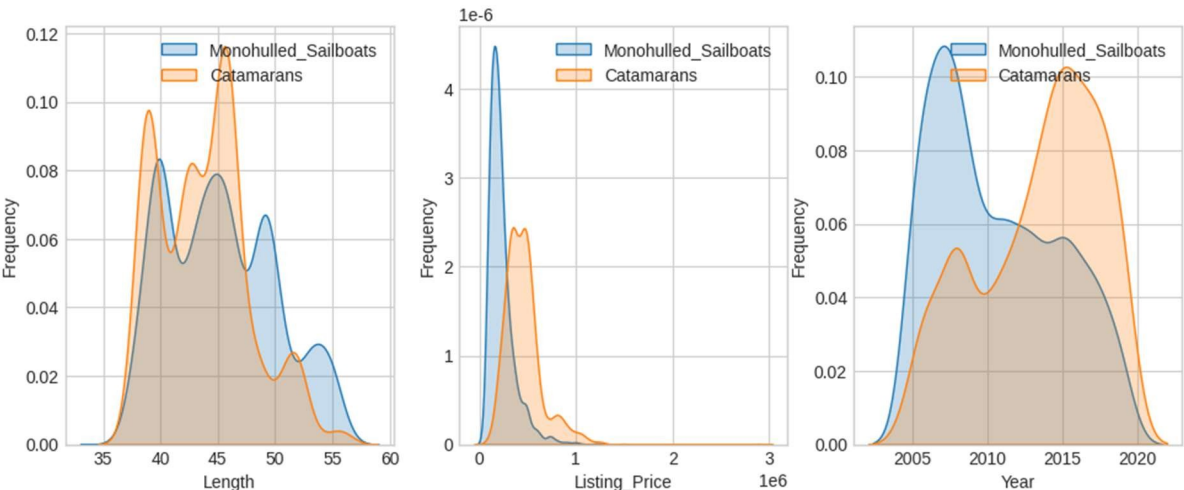 Frequency
0.12
0.10
0.08
0.06
0.04
0.02
0.00
Monohulled_Sailboats
Catamarans
35 40 45 50 55 60
Length
1e-6
Frequency
4
3
2
1
0
Monohulled_Sailboats
Catamarans
0 1 2 3
1e6
Listing_Price
Frequency
0.10
0.08
0.06
0.04
0.02
0.00
Monohulled_Sailboats
Catamarans
2005 2010 2015 2020
Year